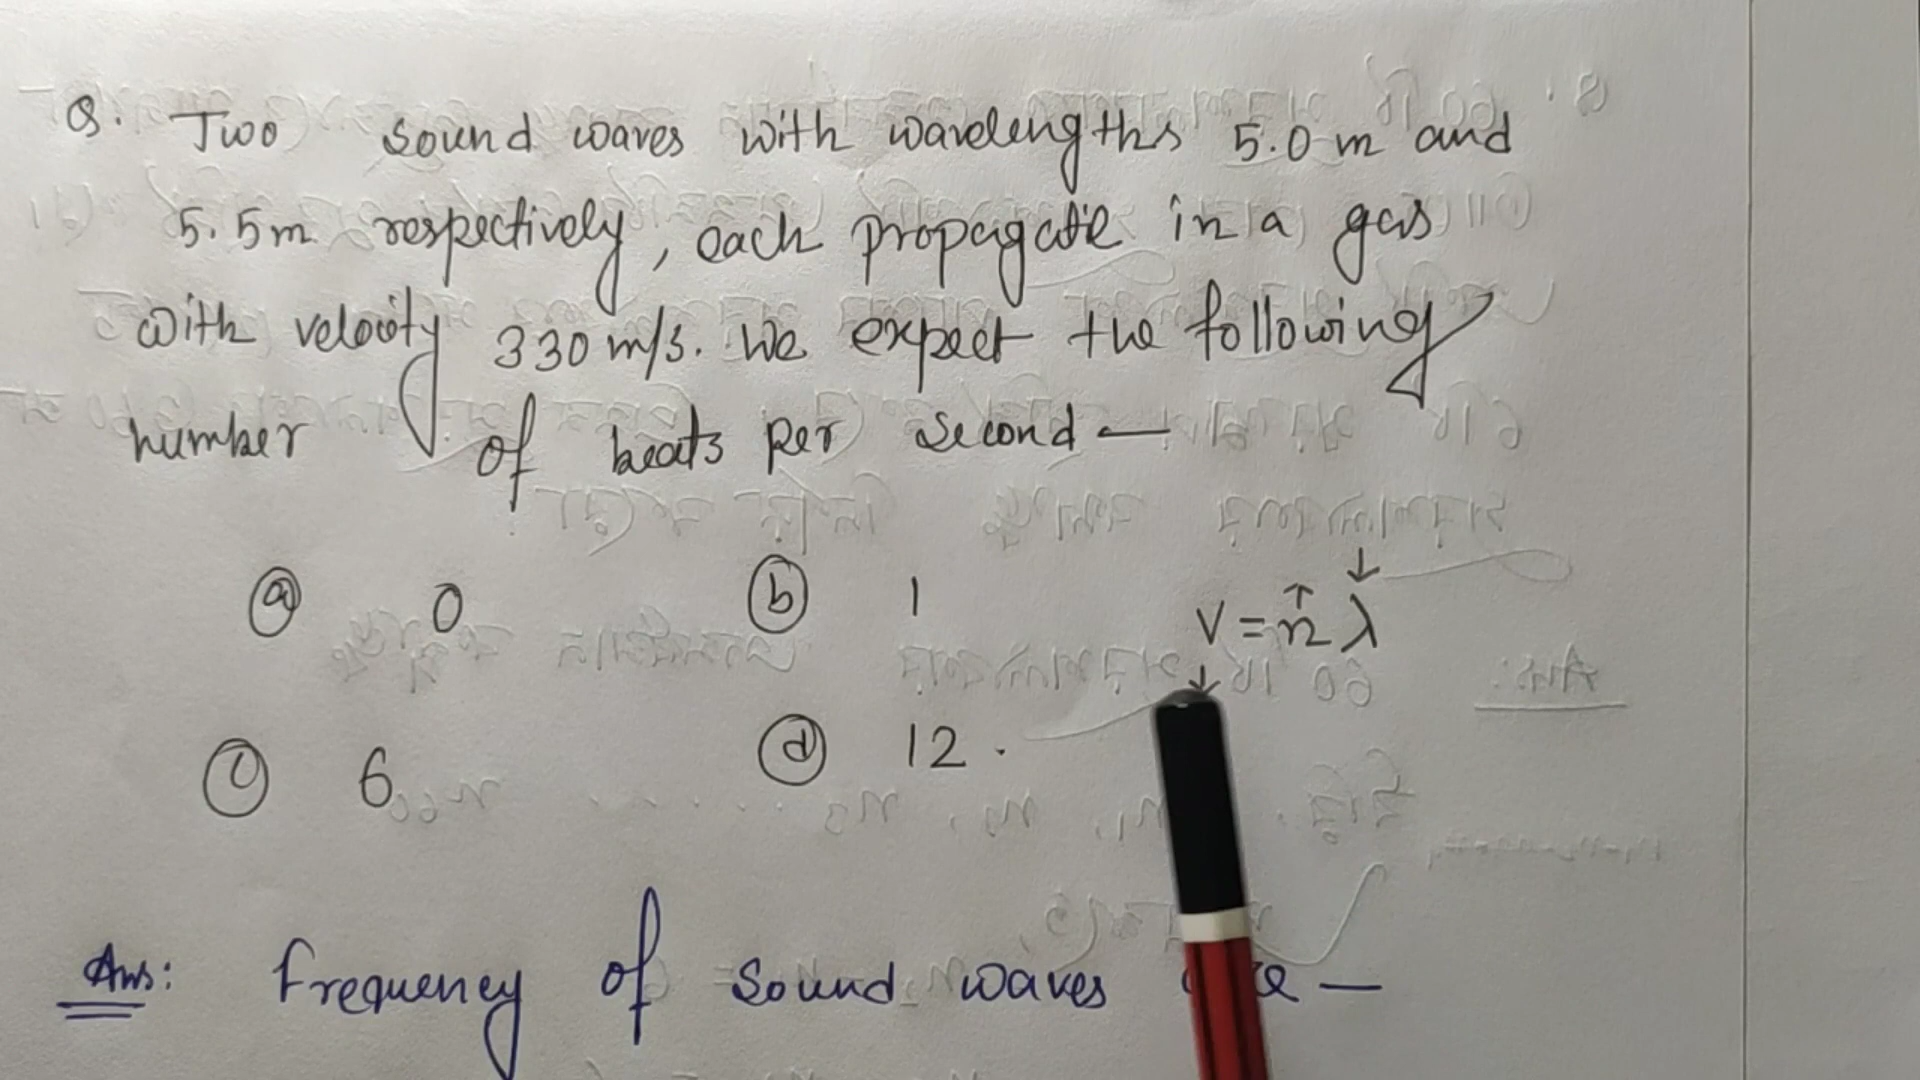 Q. Two sound waves with wavelengths 5.0 m and
5.5m respectively, each propagate in a gas
with velocity 330 m/s. We expect the following
number of beats per second —
(a) 0 (b) 1
V = n λ
(c) 6 (d) 12.
Ans: frequency of sound waves —